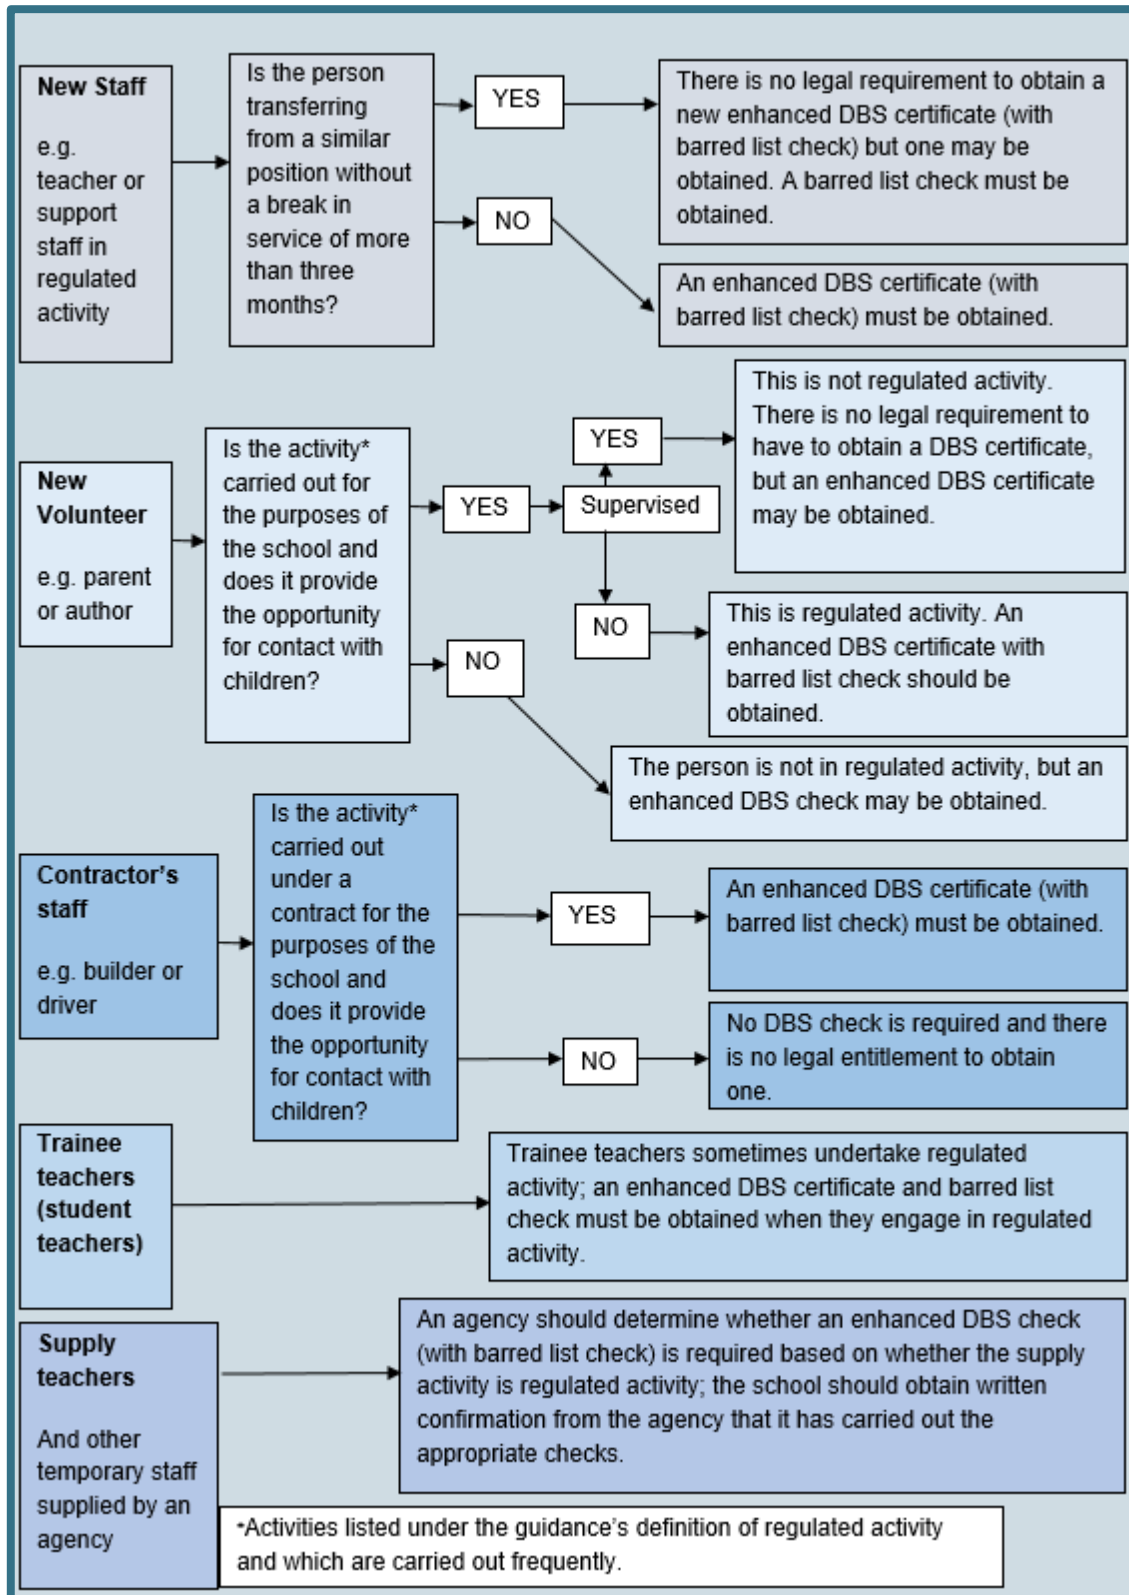 New Staff
e.g.
teacher or
support
staff in
regulated
activity
Is the person
transferring
from a similar
position without
a break in
service of more
than three
months?
YES
There is no legal requirement to obtain a
new enhanced DBS certificate (with
barred list check) but one may be
obtained. A barred list check must be
obtained.
NO
An enhanced DBS certificate (with
barred list check) must be obtained.
New
Volunteer
e.g. parent
or author
Is the activity*
carried out for
the purposes of
the school and
does it provide
the opportunity
for contact with
children?
YES
Supervised
YES
This is not regulated activity.
There is no legal requirement to
have to obtain a DBS certificate,
but an enhanced DBS certificate
may be obtained.
NO
This is regulated activity. An
enhanced DBS certificate with
barred list check should be
obtained.
NO
The person is not in regulated activity, but an
enhanced DBS check may be obtained.
Contractor's
staff
e.g. builder or
driver
Is the activity*
carried out
under a
contract for the
purposes of the
school and
does it provide
the opportunity
for contact with
children?
YES
An enhanced DBS certificate (with
barred list check) must be obtained.
NO
No DBS check is required and there
is no legal entitlement to obtain
one.
Trainee
teachers
(student
teachers)
Trainee teachers sometimes undertake regulated
activity; an enhanced DBS certificate and barred list
check must be obtained when they engage in regulated
activity.
Supply
teachers
And other
temporary staff
supplied by an
agency
An agency should determine whether an enhanced DBS check
(with barred list check) is required based on whether the supply
activity is regulated activity; the school should obtain written
confirmation from the agency that it has carried out the
appropriate checks.
*Activities listed under the guidance's definition of regulated activity
and which are carried out frequently.